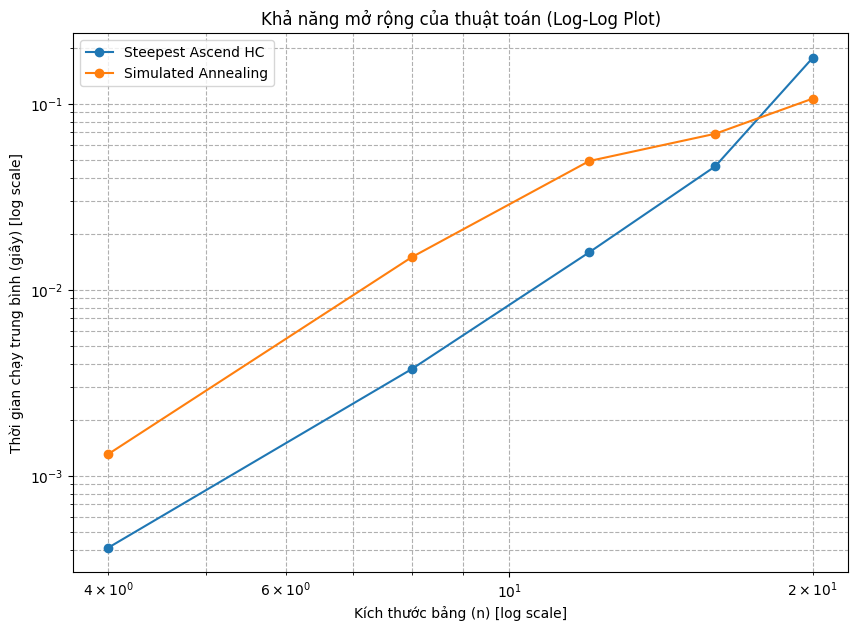 Khả năng mở rộng của thuật toán (Log-Log Plot)
Steepest Ascend HC
Simulated Annealing
Thời gian chạy trung bình (giây) [log scale]
10⁻¹
10⁻²
10⁻³
4 × 10⁰
6 × 10⁰
10¹
2 × 10¹
Kích thước bảng (n) [log scale]